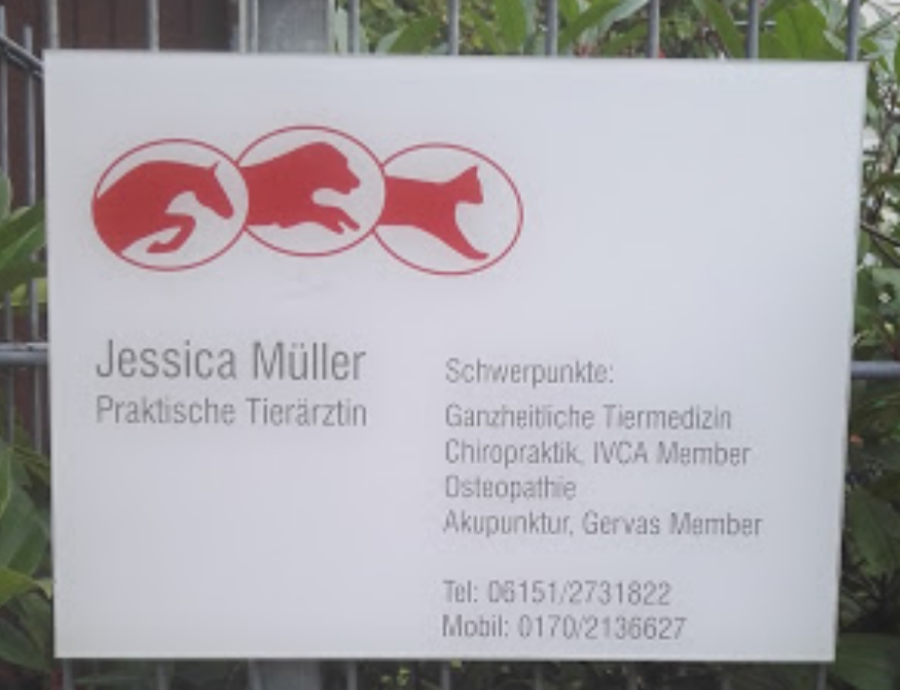 Jessica Müller
Praktische Tierärztin
Schwerpunkte:
Ganzheitliche Tiermedizin
Chiropraktik, IVCA Member
Osteopathie
Akupunktur, Gervas Member
Tel: 06151/2731822
Mobil: 0170/2136627